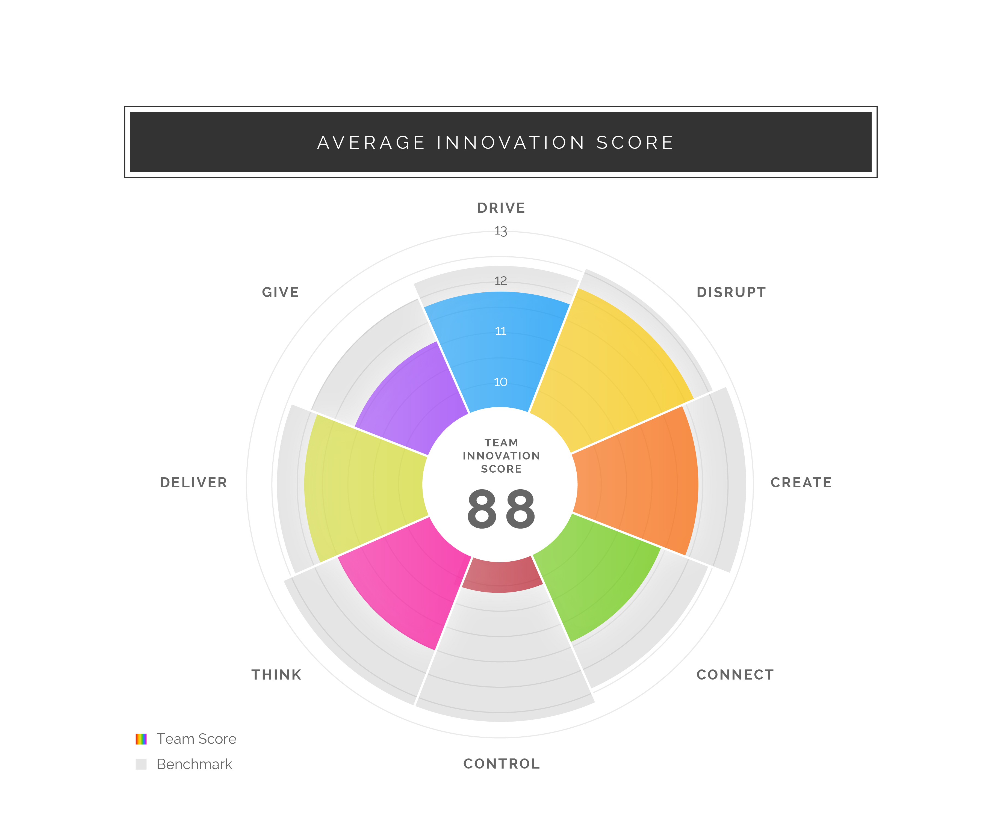 AVERAGE INNOVATION SCORE
DRIVE
13
12
11
10
GIVE
DISRUPT
TEAM
INNOVATION
SCORE
88
DELIVER
CREATE
THINK
CONNECT
CONTROL
Team Score
Benchmark